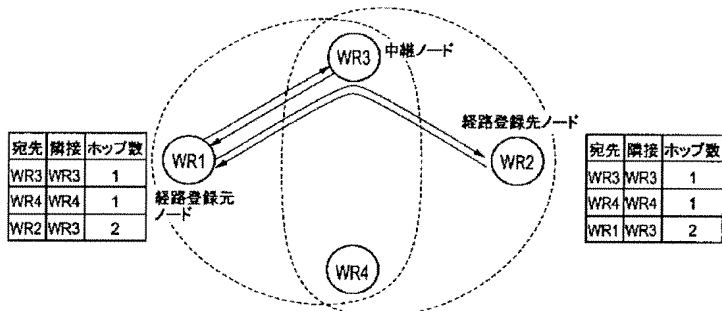 WR3
中継ノード
経路登録先ノード
WR1
WR2
経路登録元
ノード
WR4
宛先 隣接 ホップ数
WR3 WR3 1
WR4 WR4 1
WR2 WR3 2
宛先 隣接 ホップ数
WR3 WR3 1
WR4 WR4 1
WR1 WR3 2